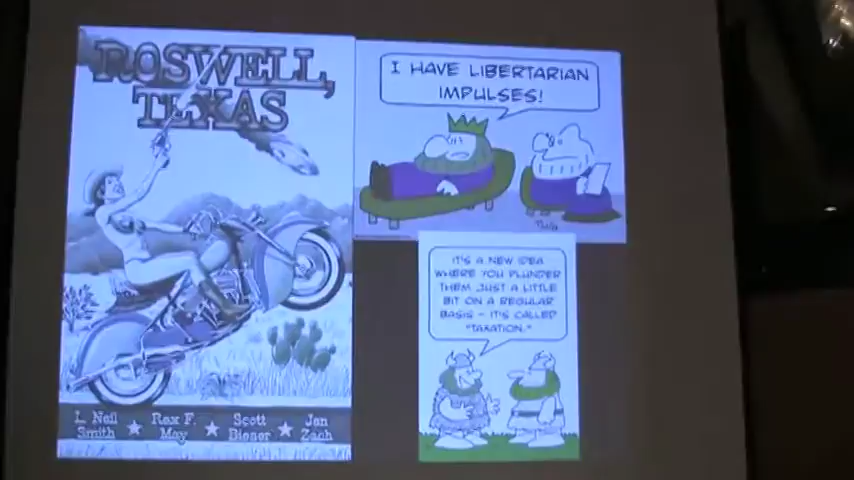 ROSWELL,
TEXAS
L. Neil
Smith
Rex F.
May
Scott
Bieser
Jen
Zach
I HAVE LIBERTARIAN
IMPULSES!
IT'S A NEW IDEA
WHERE YOU PLUNDER
THEM JUST A LITTLE
BIT ON A REGULAR
BASIS – IT'S CALLED
"TAXATION."